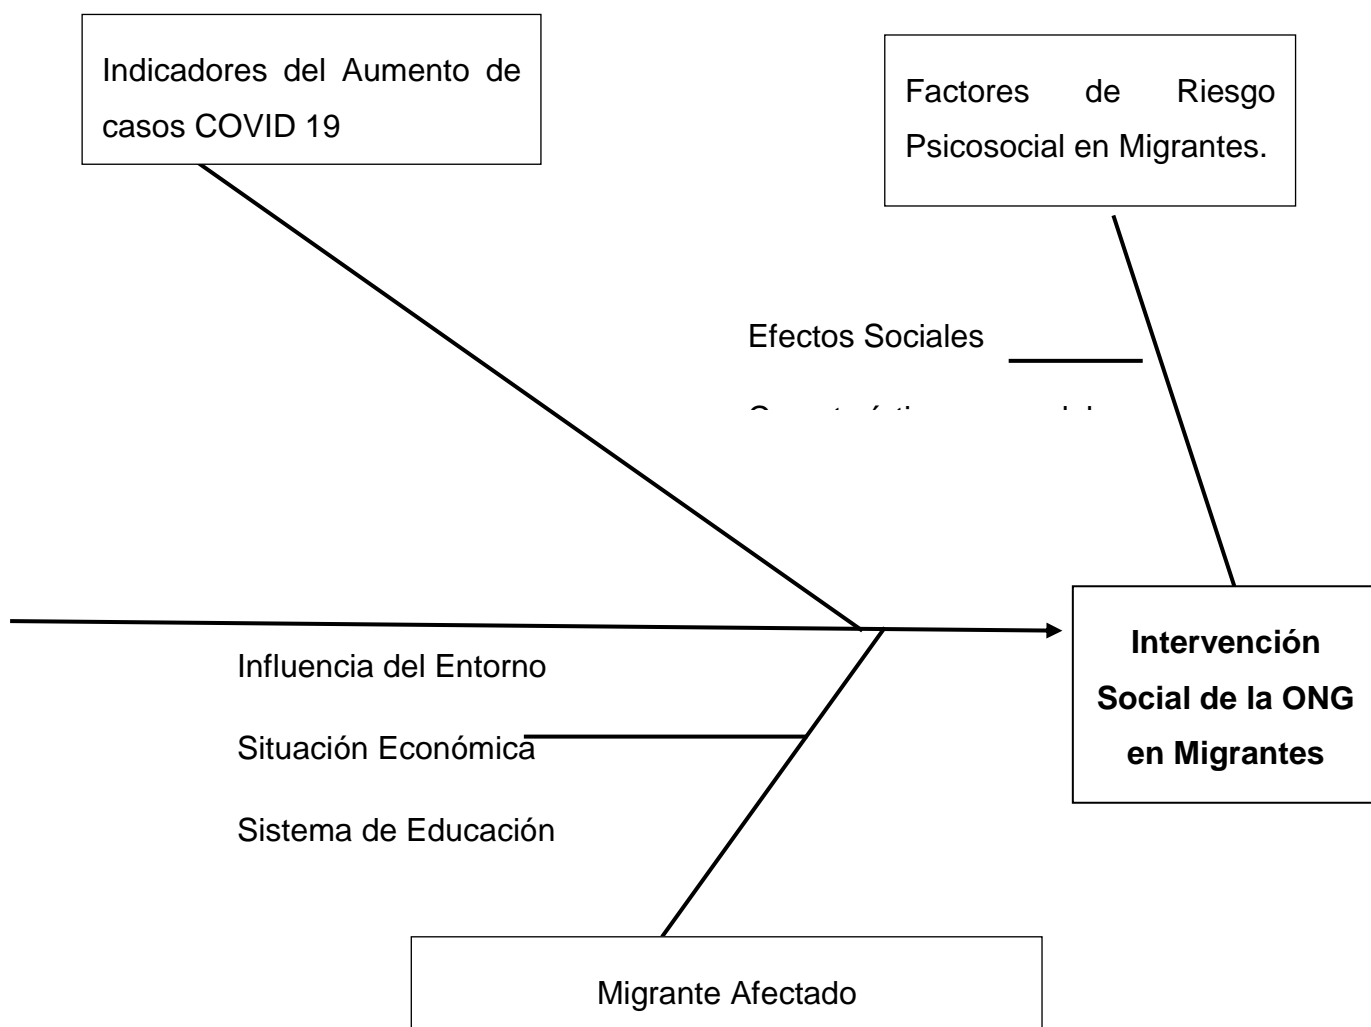 Indicadores del Aumento de
casos COVID 19
Factores de Riesgo
Psicosocial en Migrantes.
Efectos Sociales
Influencia del Entorno
Situación Económica
Sistema de Educación
Intervención
Social de la ONG
en Migrantes
Migrante Afectado